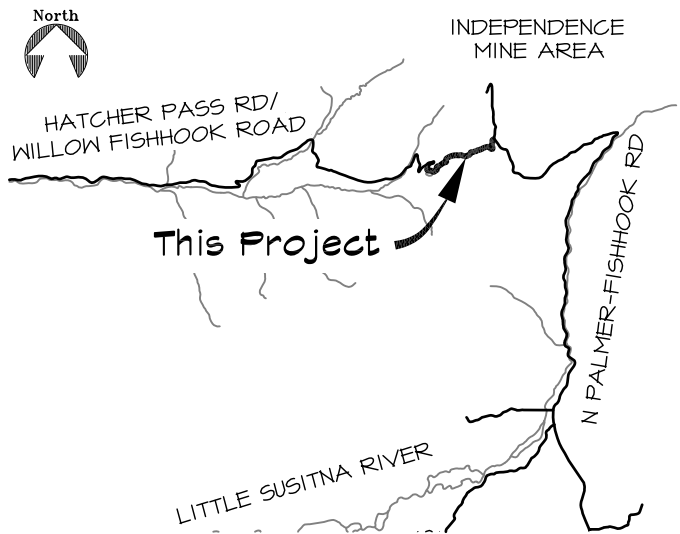 North
INDEPENDENCE
MINE AREA
HATCHER PASS RD/
WILLOW FISHHOOK ROAD
This Project
N PALMER-FISHHOOK RD
LITTLE SUSITNA RIVER